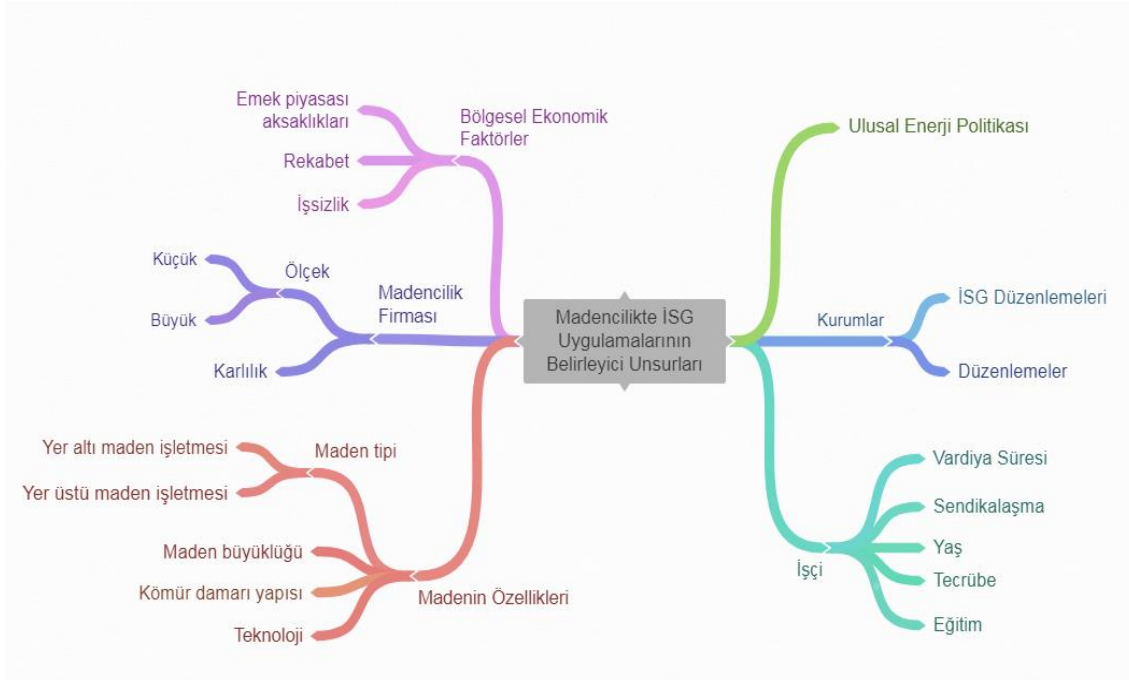 Emek piyasası
aksaklıkları
Rekabet
İşsizlik
Bölgesel Ekonomik
Faktörler
Küçük
Büyük
Ölçek
Karlılık
Madencilik
Firması
Yer altı maden işletmesi
Yer üstü maden işletmesi
Maden tipi
Maden büyüklüğü
Kömür damarı yapısı
Teknoloji
Madenin Özellikleri
Madencilikte İSG
Uygulamalarının
Belirleyici Unsurları
Ulusal Enerji Politikası
Kurumlar
İSG Düzenlemeleri
Düzenlemeler
İşçi
Vardiya Süresi
Sendikalaşma
Yaş
Tecrübe
Eğitim